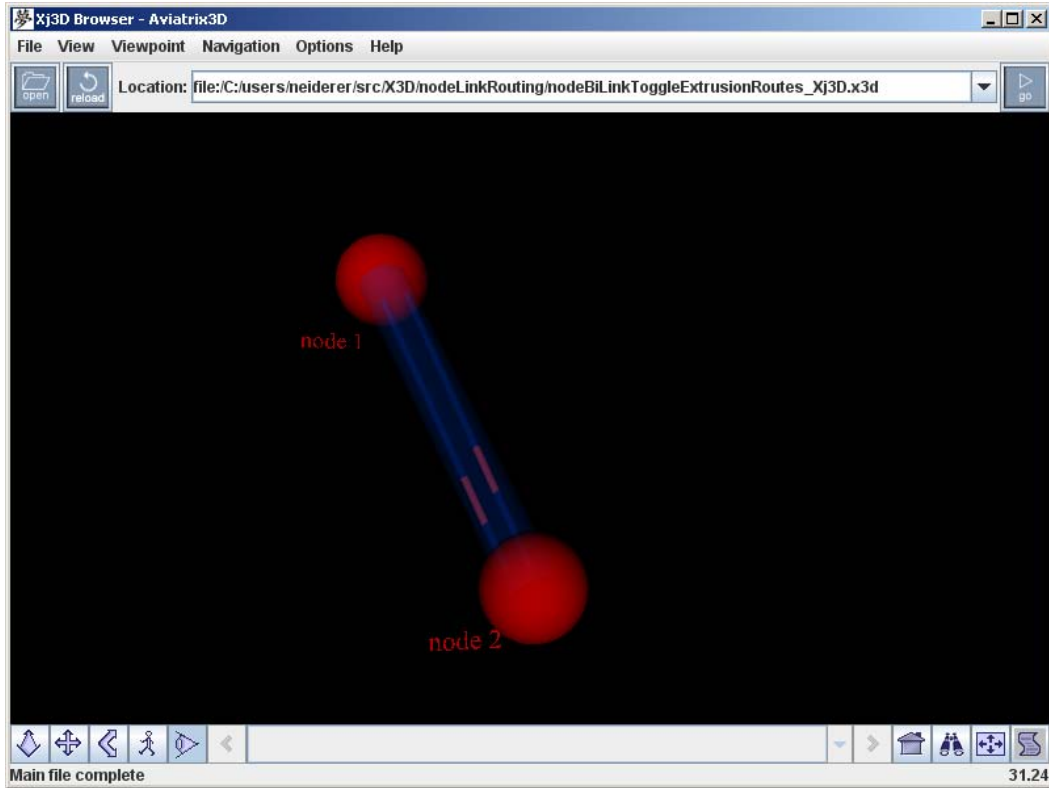 Xj3D Browser - Aviatrix3D
File View Viewpoint Navigation Options Help
open reload Location: file:/C:/users/neiderer/src/X3D/nodeLinkRouting/nodeBiLinkToggleExtrusionRoutes_Xj3D.x3d go
node 1
node 2
Main file complete 31.24